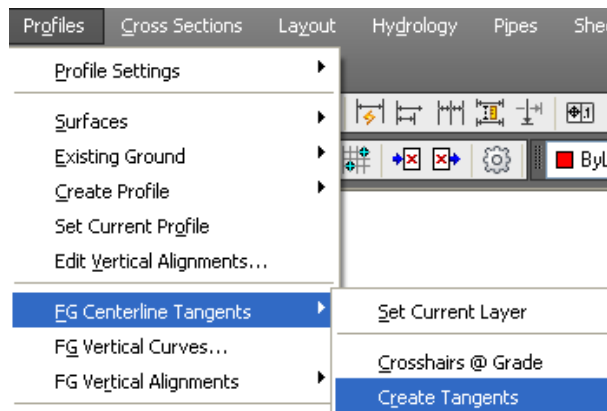 Profiles Cross Sections Layout Hydrology Pipes
Profile Settings
Surfaces
Existing Ground
Create Profile
Set Current Profile
Edit Vertical Alignments...
FG Centerline Tangents
FG Vertical Curves...
FG Vertical Alignments
Set Current Layer
Crosshairs @ Grade
Create Tangents